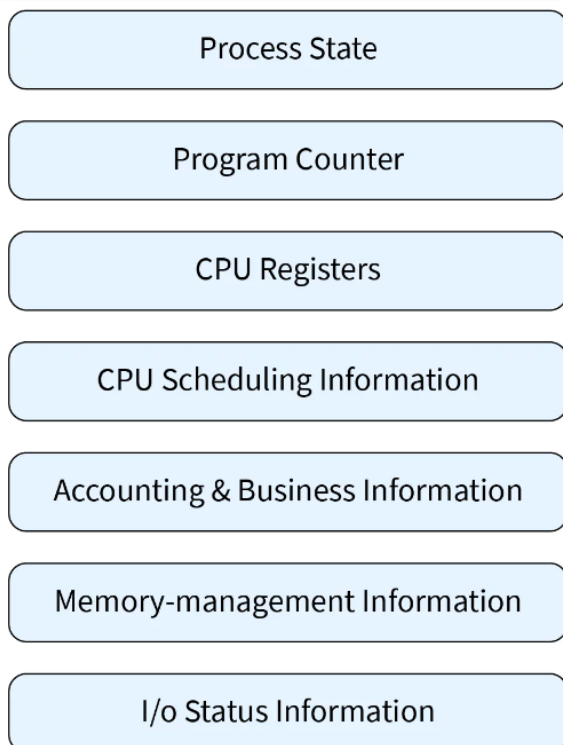 Process State
Program Counter
CPU Registers
CPU Scheduling Information
Accounting & Business Information
Memory-management Information
I/o Status Information